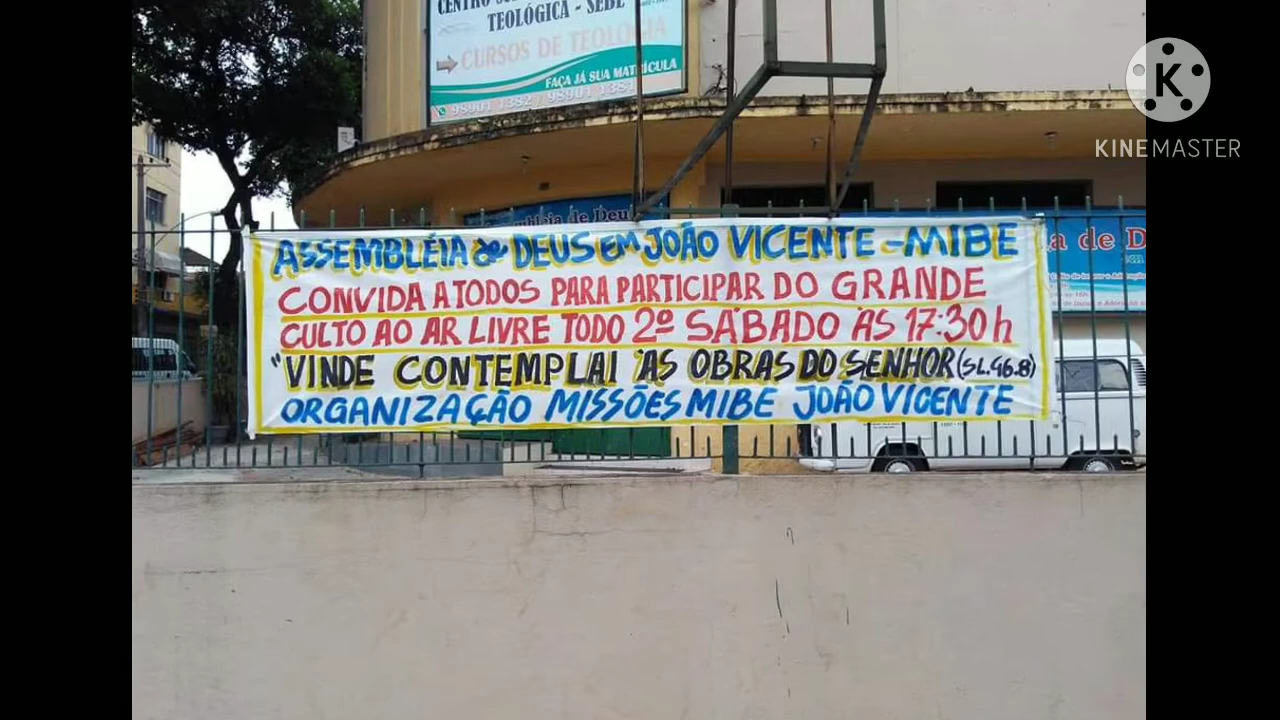 TEOLÓGICA - SEBE
CURSOS DE TEOLOGIA
FAÇA JÁ SUA MATRÍCULA
KINEMASTER
ASSEMBLÉIA de DEUS EM JOÃO VICENTE - MIBE
CONVIDA A TODOS PARA PARTICIPAR DO GRANDE
CULTO AO AR LIVRE TODO 2º SÁBADO ÀS 17:30h
"VINDE CONTEMPLAI AS OBRAS DO SENHOR (SL.46.8)
ORGANIZAÇÃO MISSÕES MIBE JOÃO VICENTE